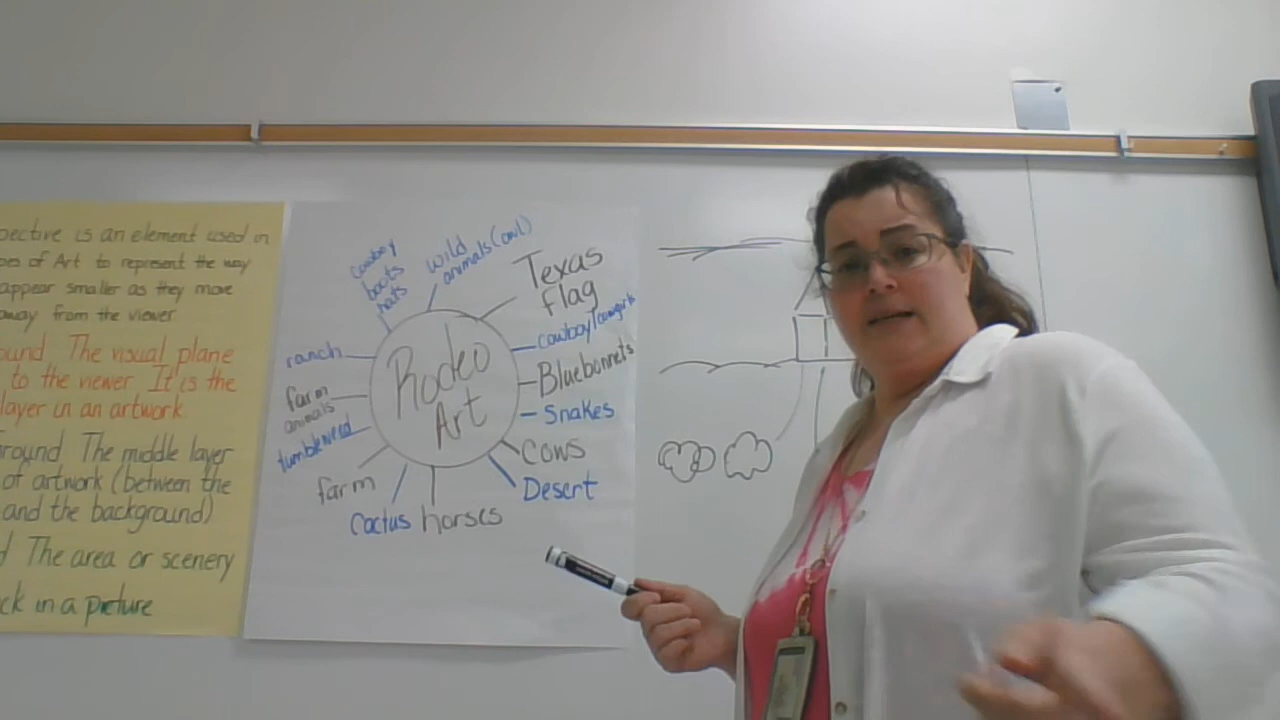 pective is an element used in
of Art to represent the way
appear smaller as they move
away from the viewer
ound The visual plane
to the viewer. It is the
layer in an artwork.
round The middle layer
of artwork (between the
and the background)
d The area or scenery
ck in a picture
Rodeo
Art
cowboy
boots
hats
wild
animals (owl)
Texas
flag
cowboy/cowgirls
Bluebonnets
Snakes
cows
Desert
horses
Cactus
farm
tumbleweed
farm
animals
ranch